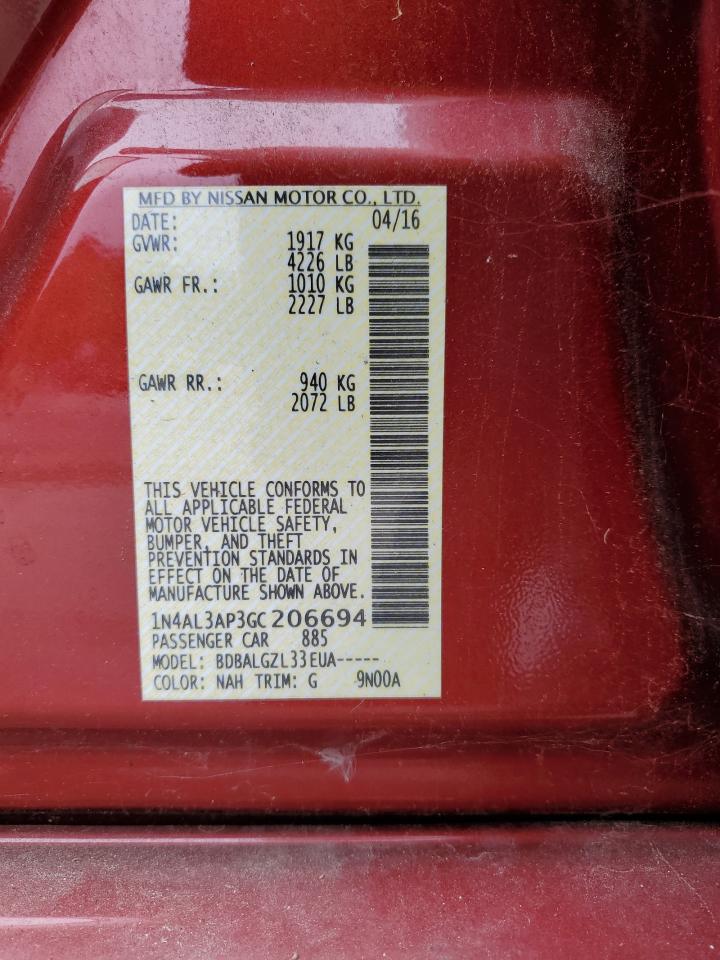 MFD BY NISSAN MOTOR CO., LTD.
DATE: 04/16
GVWR: 1917 KG
4226 LB
GAWR FR.: 1010 KG
2227 LB
GAWR RR.: 940 KG
2072 LB
THIS VEHICLE CONFORMS TO
ALL APPLICABLE FEDERAL
MOTOR VEHICLE SAFETY,
BUMPER, AND THEFT
PREVENTION STANDARDS IN
EFFECT ON THE DATE OF
MANUFACTURE SHOWN ABOVE.
1N4AL3AP3GC206694
PASSENGER CAR 885
MODEL: BDBALGZL33EUA-----
COLOR: NAH TRIM: G 9N00A